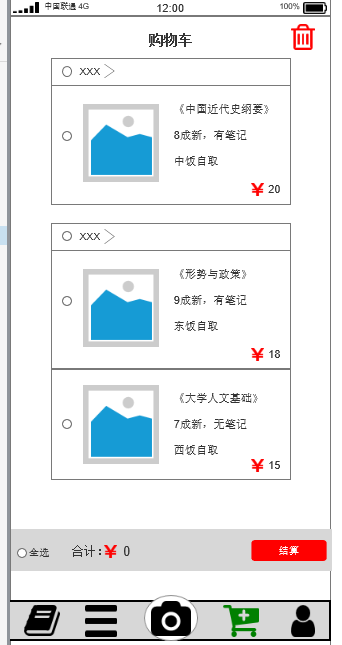 中国联通 4G 12:00 100%
购物车
XXX
《中国近代史纲要》
8成新，有笔记
中饭自取
¥ 20
XXX
《形势与政策》
9成新，有笔记
东饭自取
¥ 18
《大学人文基础》
7成新，无笔记
西饭自取
¥ 15
全选 合计:¥ 0 结算